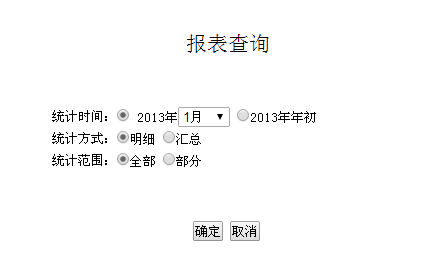 报表查询
统计时间： 2013年 1月 2013年年初
统计方式： 明细 汇总
统计范围： 全部 部分
确定 取消